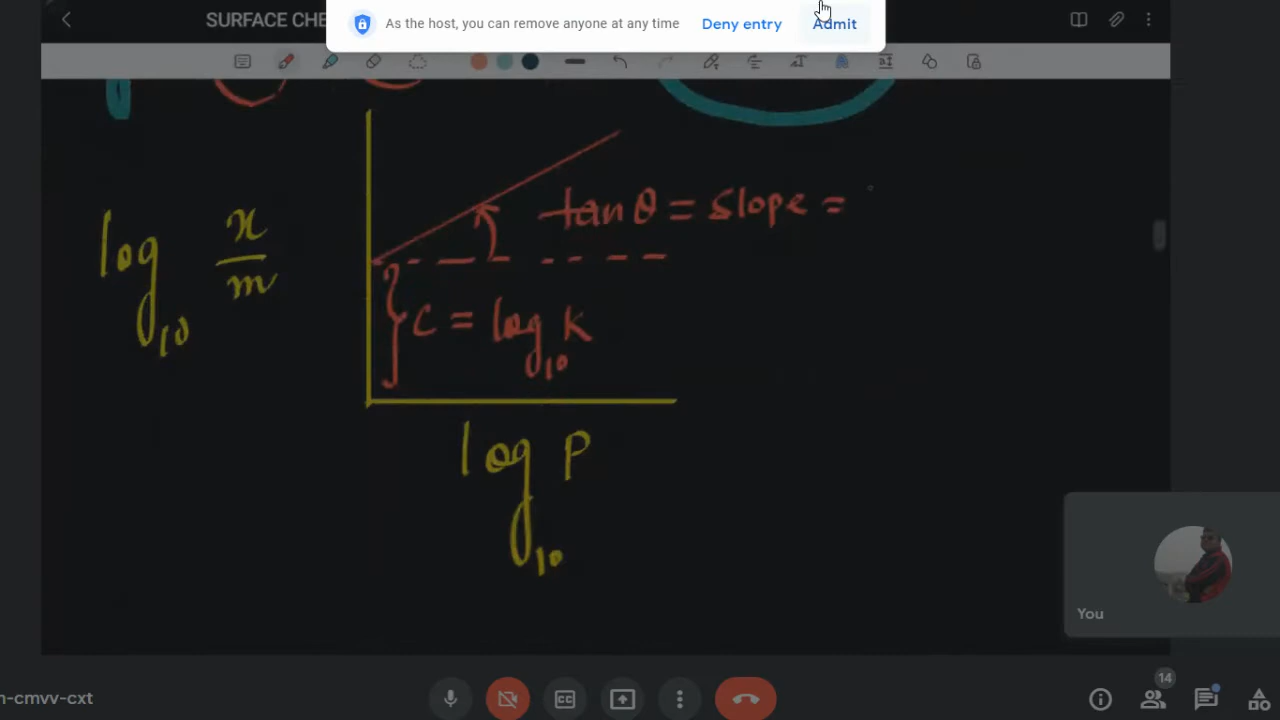 SURFACE CHE
As the host, you can remove anyone at any time
Deny entry
Admit
log₁₀ x/m
tan θ = slope =
C = log₁₀ K
log₁₀ P
You
n-cmvv-cxt
14